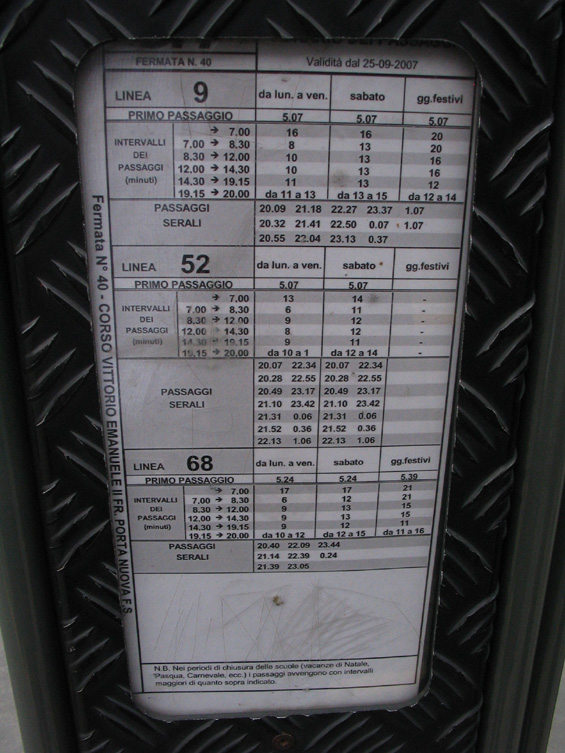 FERMATA N. 40
Validità dal 25-09-2007
LINEA 9 da lun. a ven. sabato gg.festivi
PRIMO PASSAGGIO 5.07 5.07 5.07
INTERVALLI DEI PASSAGGI (minuti)
→ 7.00 16 16 20
7.00 → 8.30 8 13 20
8.30 → 12.00 10 13 16
12.00 → 14.30 10 13 16
14.30 → 19.15 11 13 12
19.15 → 20.00 da 11 a 13 da 13 a 15 da 12 a 14
PASSAGGI SERALI
20.09 21.18 22.27 23.37 1.07
20.32 21.41 22.50 0.07 1.07
20.55 22.04 23.13 0.37
LINEA 52 da lun. a ven. sabato gg.festivi
PRIMO PASSAGGIO 5.07 5.07
INTERVALLI DEI PASSAGGI (minuti)
→ 7.00 13 14 -
7.00 → 8.30 6 11 -
8.30 → 12.00 9 12 -
12.00 → 14.30 8 12 -
14.30 → 19.15 9 11 -
19.15 → 20.00 da 10 a 1 da 12 a 14 -
PASSAGGI SERALI
20.07 22.34 20.07 22.34
20.28 22.55 20.28 22.55
20.49 23.17 20.49 23.17
21.10 23.42 21.10 23.42
21.31 0.06 21.31 0.06
21.52 0.36 21.52 0.36
22.13 1.06 22.13 1.06
LINEA 68 da lun. a ven. sabato gg.festivi
PRIMO PASSAGGIO 5.24 5.24 5.39
INTERVALLI DEI PASSAGGI (minuti)
→ 7.00 17 17 21
7.00 → 8.30 6 12 21
8.30 → 12.00 9 13 15
12.00 → 14.30 9 13 15
14.30 → 19.15 9 12 11
19.15 → 20.00 da 10 a 12 da 12 a 15 da 11 a 16
PASSAGGI SERALI
20.40 22.09 23.44
21.14 22.39 0.24
21.39 23.05
N.B. Nei periodi di chiusura delle scuole (vacanze di Natale,
Pasqua, Carnevale, ecc.) i passaggi avvengono con intervalli
maggiori di quanto sopra indicato.
Fermata N° 40 - CORSO VITTORIO EMANUELE II FR. PORTA NUOVA F.S.